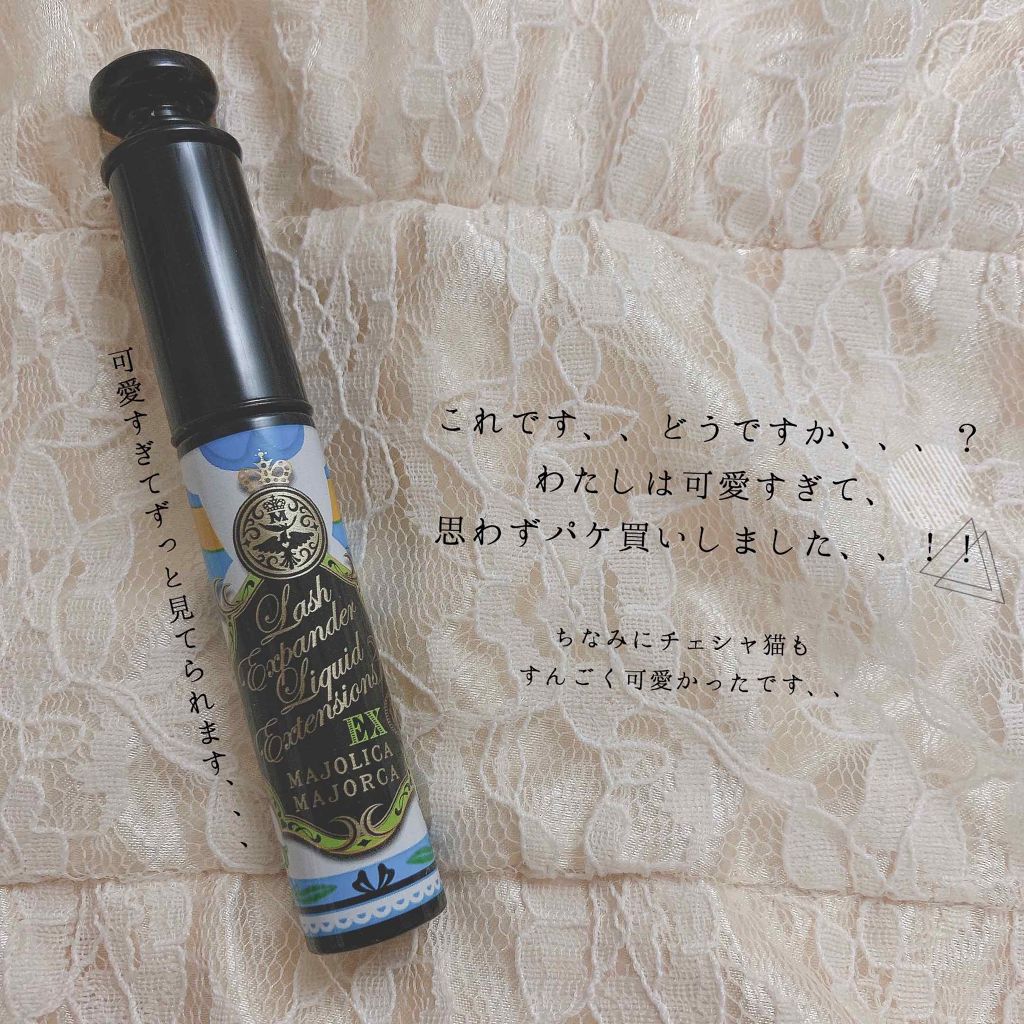 可愛すぎてずっと見てられます、、、
これです、、どうですか、、、?
わたしは可愛すぎて、
思わずパケ買いしました、、!!
ちなみにチェシャ猫も
すんごく可愛かったです、、
M
Lash
Expander
Liquid
Extensions
EX
MAJOLICA
MAJORCA